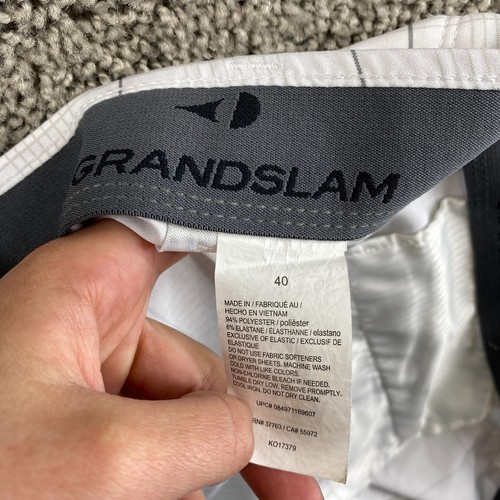 GRANDSLAM
40
MADE IN / FABRIQUÉ AU /
HECHO EN VIETNAM
94% POLYESTER / poliéster
6% ELASTANE / ÉLASTHANNE / elastano
EXCLUSIVE OF ELASTIC / EXCLUSIF DE
ELASTIQUE
DO NOT USE FABRIC SOFTENERS
OR DRYER SHEETS. MACHINE WASH
COLD WITH LIKE COLORS.
NON-CHLORINE BLEACH IF NEEDED.
TUMBLE DRY LOW. REMOVE PROMPTLY.
COOL IRON. DO NOT DRY CLEAN.
UPC# 084971169607
RN# 37763 / CA# 55972
KO17379